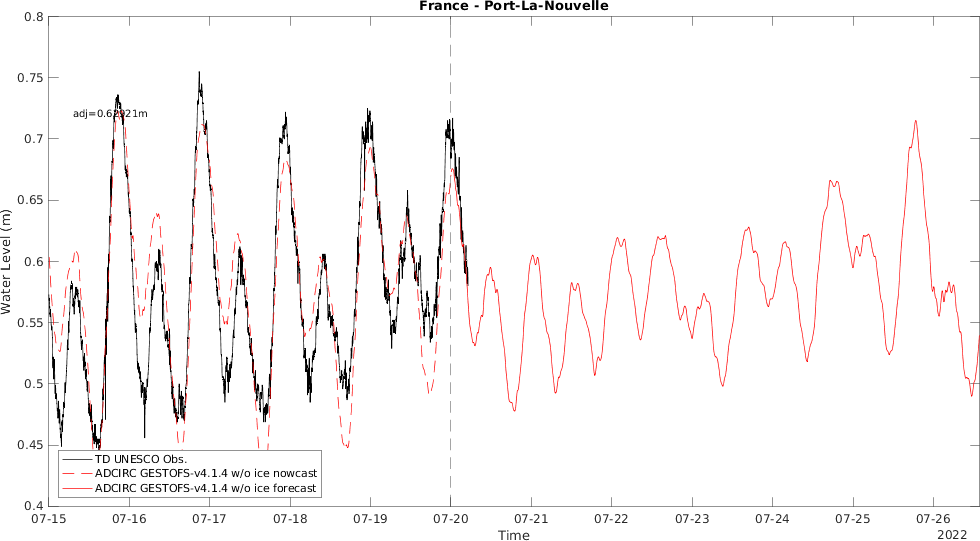 France - Port-La-Nouvelle
0.8
0.75
0.7
0.65
0.6
0.55
0.5
0.45
0.4
Water Level (m)
adj=0.62921m
TD UNESCO Obs.
ADCIRC GESTOFS-v4.1.4 w/o ice nowcast
ADCIRC GESTOFS-v4.1.4 w/o ice forecast
07-15 07-16 07-17 07-18 07-19 07-20 07-21 07-22 07-23 07-24 07-25 07-26
Time
2022